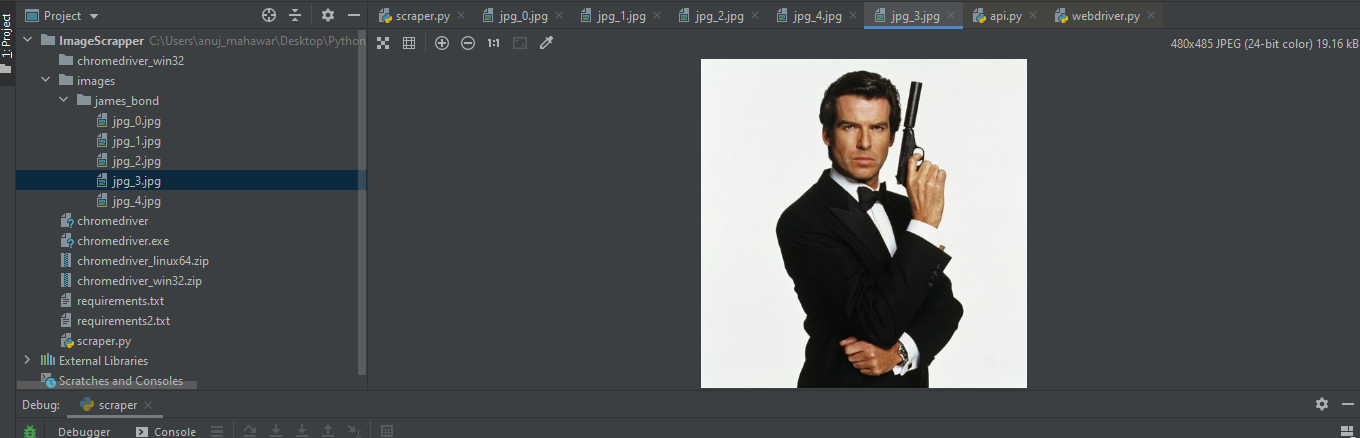 1: Project
Project
scraper.py jpg_0.jpg jpg_1.jpg jpg_2.jpg jpg_4.jpg jpg_3.jpg api.py webdriver.py
ImageScrapper C:\Users\anuj_mahawar\Desktop\Python
1:1
480x485 JPEG (24-bit color) 19.16 kB
chromedriver_win32
images
james_bond
jpg_0.jpg
jpg_1.jpg
jpg_2.jpg
jpg_3.jpg
jpg_4.jpg
chromedriver
chromedriver.exe
chromedriver_linux64.zip
chromedriver_win32.zip
requirements.txt
requirements2.txt
scraper.py
External Libraries
Scratches and Consoles
Debug: scraper
Debugger Console